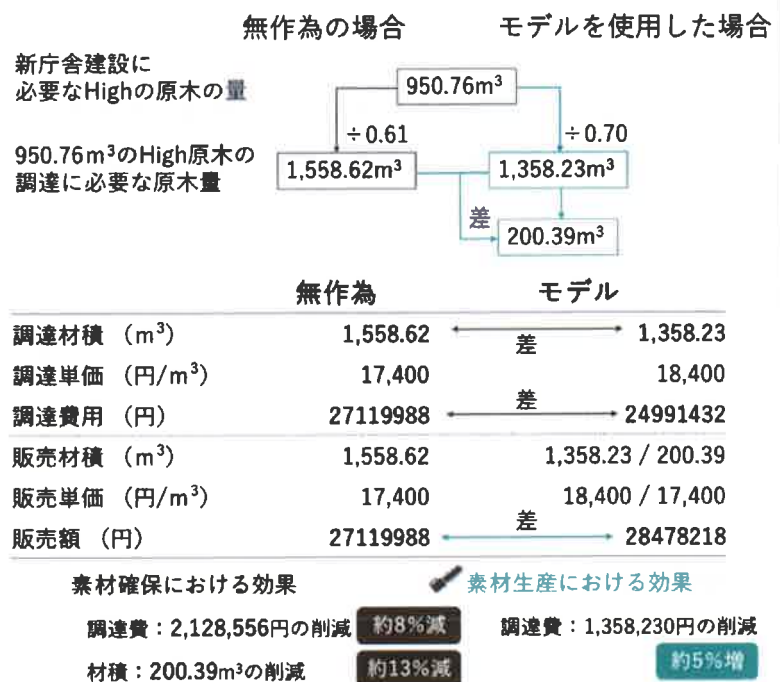 無作為の場合 モデルを使用した場合
新庁舎建設に
必要なHighの原木の量
950.76m³
÷0.61 ÷0.70
950.76m³のHigh原木の
調達に必要な原木量
1,558.62m³ 1,358.23m³
差
200.39m³
無作為 モデル
調達材積 （m³） 1,558.62 差 1,358.23
調達単価 （円/m³） 17,400 18,400
調達費用 （円） 27119988 差 24991432
販売材積 （m³） 1,558.62 1,358.23 / 200.39
販売単価 （円/m³） 17,400 18,400 / 17,400
販売額 （円） 27119988 差 28478218
素材確保における効果 素材生産における効果
調達費：2,128,556円の削減 約8%減 調達費：1,358,230円の削減
材積：200.39m³の削減 約13%減 約5%増